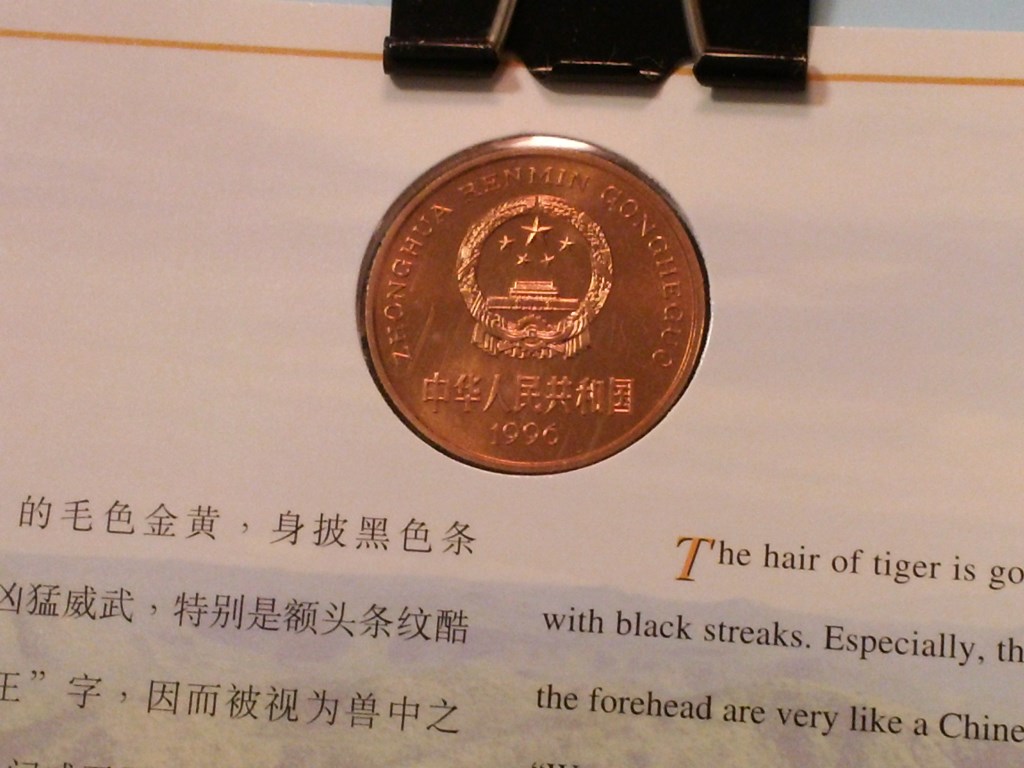 ZHONGHUA RENMIN GONGHEGUO
中华人民共和国
1996
的毛色金黄，身披黑色条
凶猛威武，特别是额头条纹酷
王”字，因而被视为兽中之
The hair of tiger is go
with black streaks. Especially, th
the forehead are very like a Chine